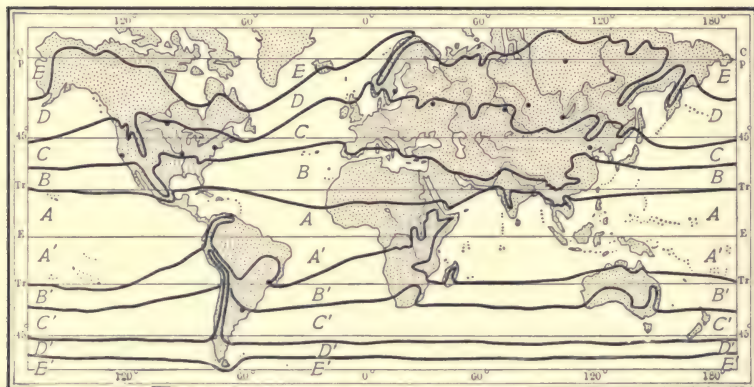 120° 60° 0° 60° 120° 180°
C P C P
E E E
D D D
45 45
C C C
B B B
Tr Tr
A A A
E E
A' A' A'
Tr Tr
B' B' B'
C' C' C'
45 45
D' D' D'
E' E' E'
120° 60° 0° 60° 120° 180°